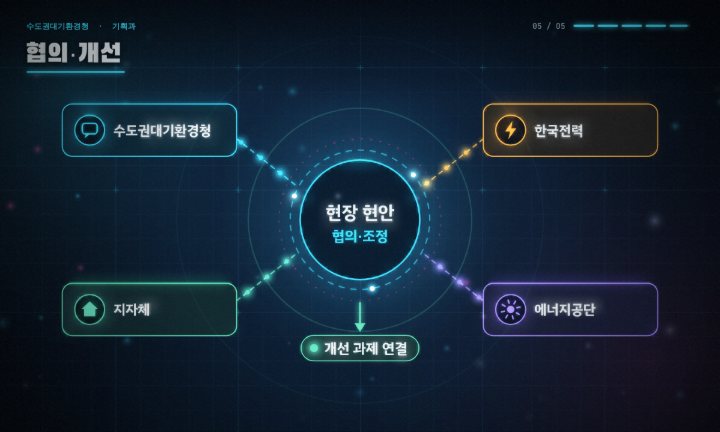 수도권대기환경청 · 기획과
05 / 05
협의·개선
수도권대기환경청
한국전력
현장 현안
협의·조정
지자체
에너지공단
개선 과제 연결